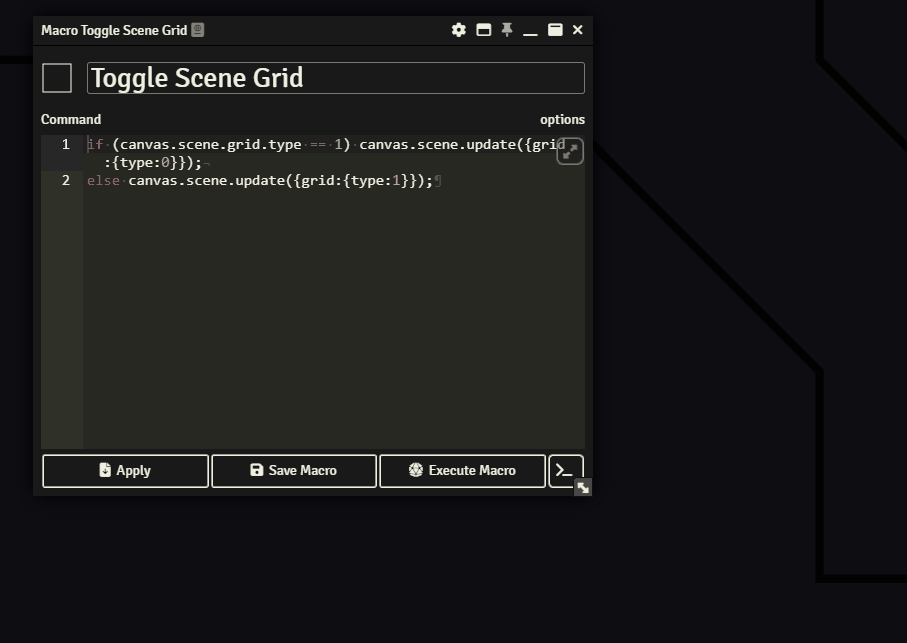 Macro Toggle Scene Grid
Toggle Scene Grid
Command
options
1 if (canvas.scene.grid.type == 1) canvas.scene.update({grid
:{type:0}});¬
2 else canvas.scene.update({grid:{type:1}});¶
Apply
Save Macro
Execute Macro